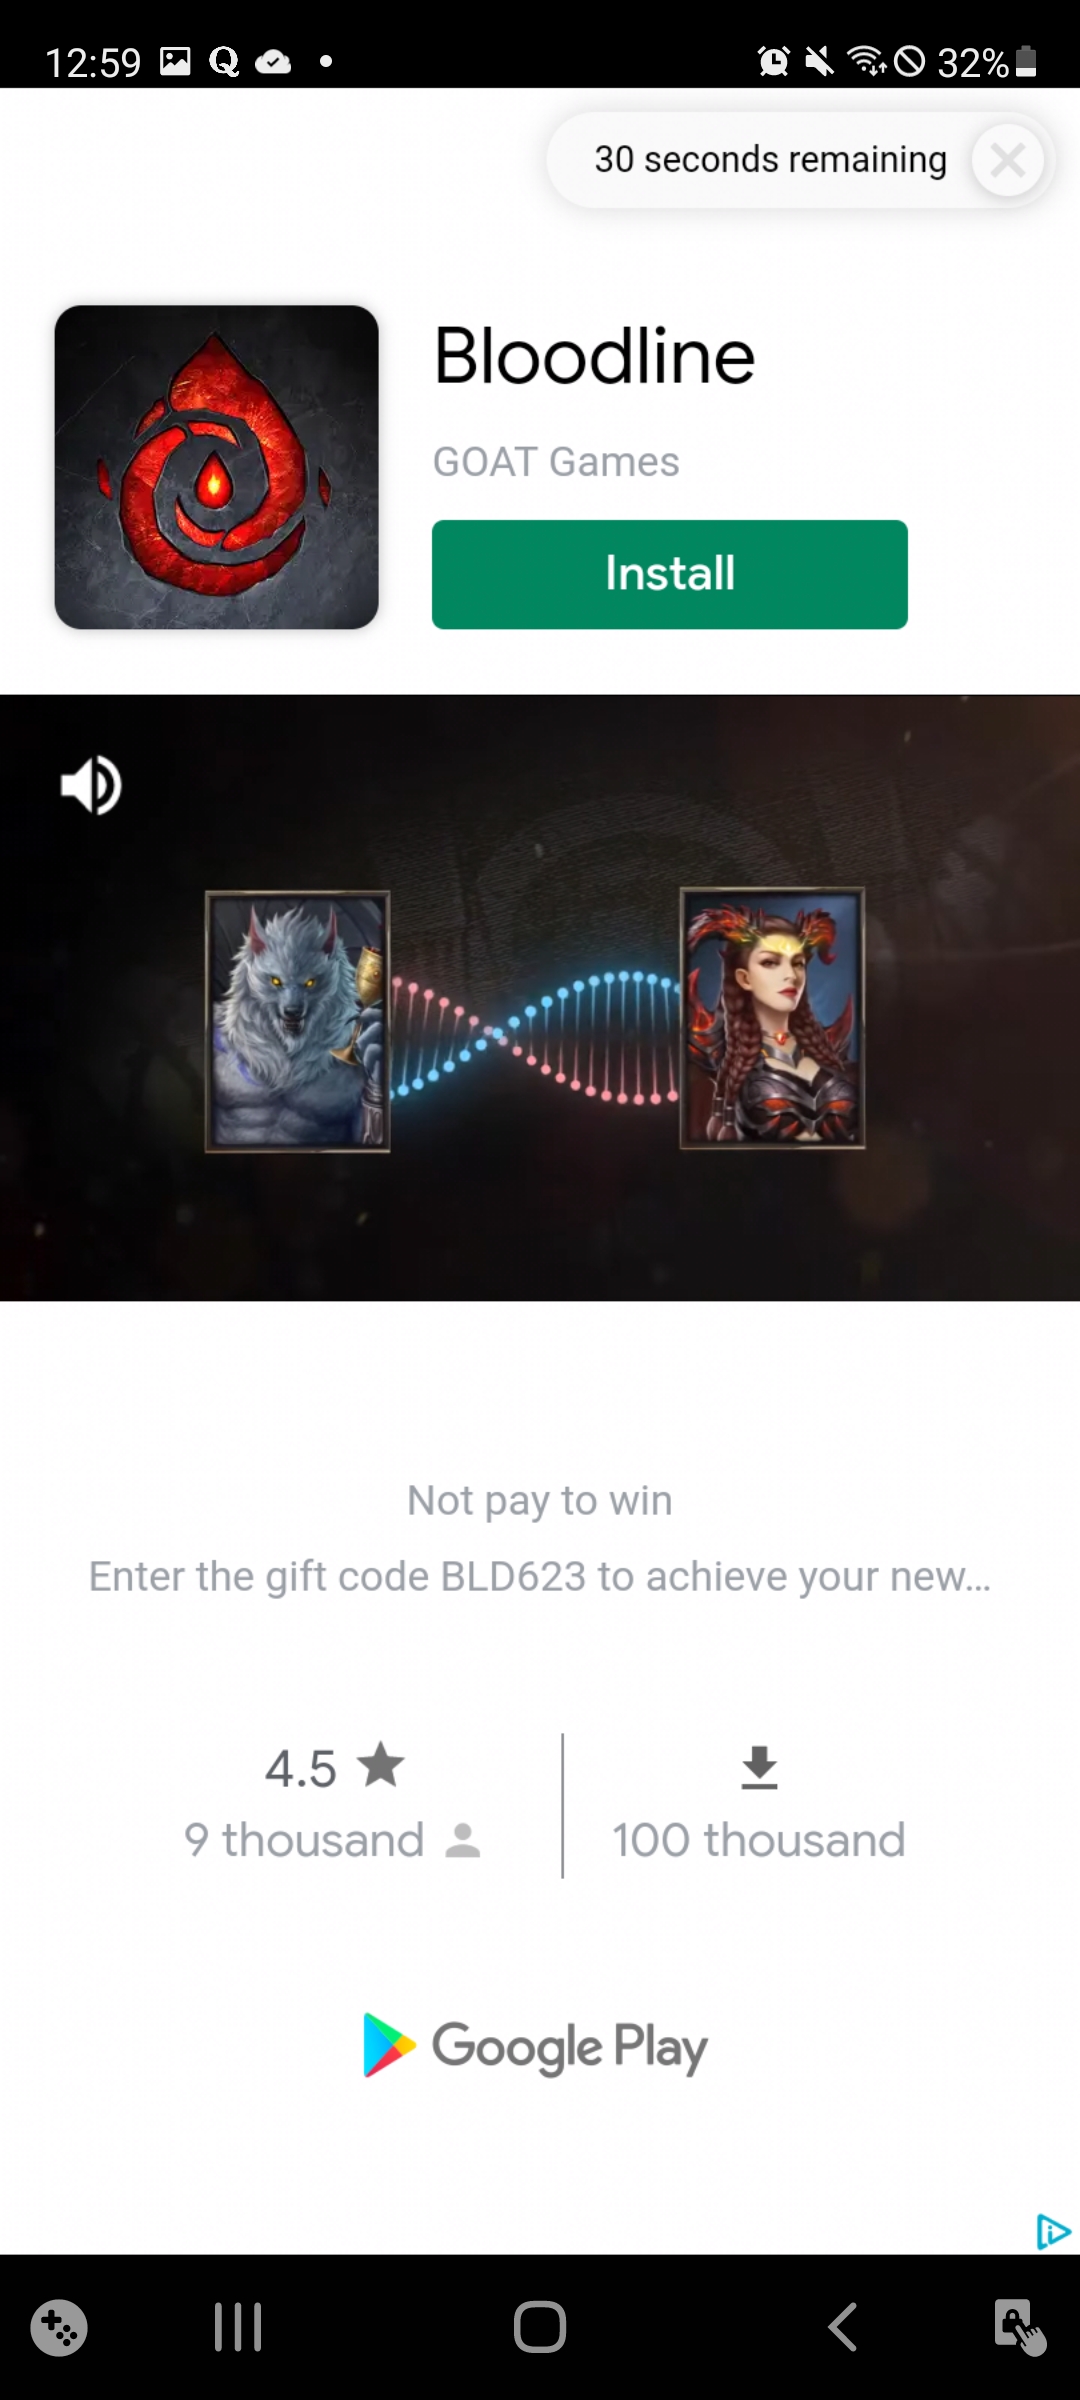 12:59 32%
30 seconds remaining
Bloodline
GOAT Games
Install
Not pay to win
Enter the gift code BLD623 to achieve your new...
4.5
9 thousand
100 thousand
Google Play